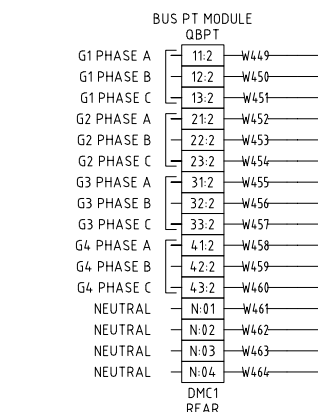 BUS PT MODULE
QBPT
G1 PHASE A 11:2 W449
G1 PHASE B 12:2 W450
G1 PHASE C 13:2 W451
G2 PHASE A 21:2 W452
G2 PHASE B 22:2 W453
G2 PHASE C 23:2 W454
G3 PHASE A 31:2 W455
G3 PHASE B 32:2 W456
G3 PHASE C 33:2 W457
G4 PHASE A 41:2 W458
G4 PHASE B 42:2 W459
G4 PHASE C 43:2 W460
NEUTRAL N:01 W461
NEUTRAL N:02 W462
NEUTRAL N:03 W463
NEUTRAL N:04 W464
DMC1
REAR